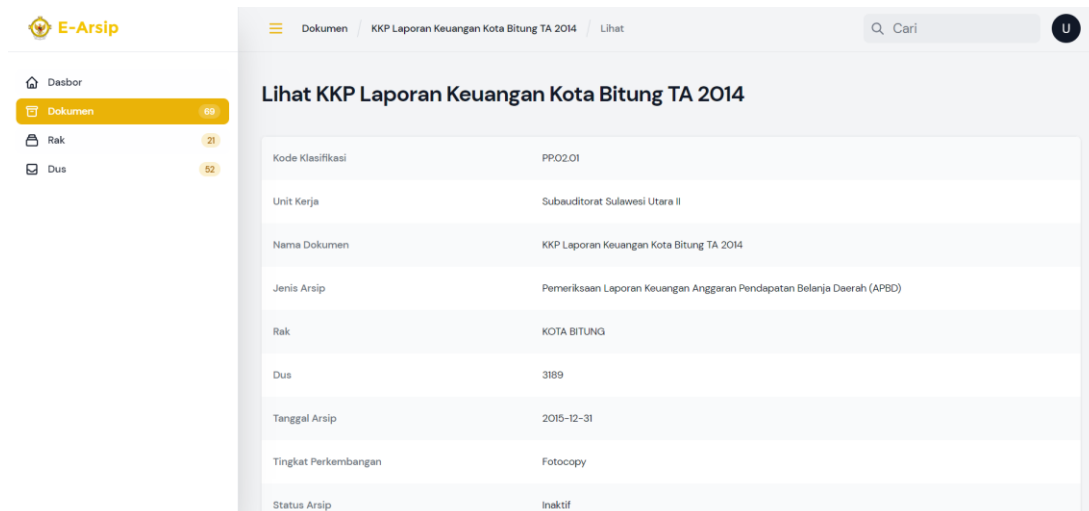 E-Arsip
Dokumen / KKP Laporan Keuangan Kota Bitung TA 2014 / Lihat
Cari
U
Dasbor
Dokumen 69
Rak 21
Dus 52
Lihat KKP Laporan Keuangan Kota Bitung TA 2014
Kode Klasifikasi PP.02.01
Unit Kerja Subauditorat Sulawesi Utara II
Nama Dokumen KKP Laporan Keuangan Kota Bitung TA 2014
Jenis Arsip Pemeriksaan Laporan Keuangan Anggaran Pendapatan Belanja Daerah (APBD)
Rak KOTA BITUNG
Dus 3189
Tanggal Arsip 2015-12-31
Tingkat Perkembangan Fotocopy
Status Arsip Inaktif